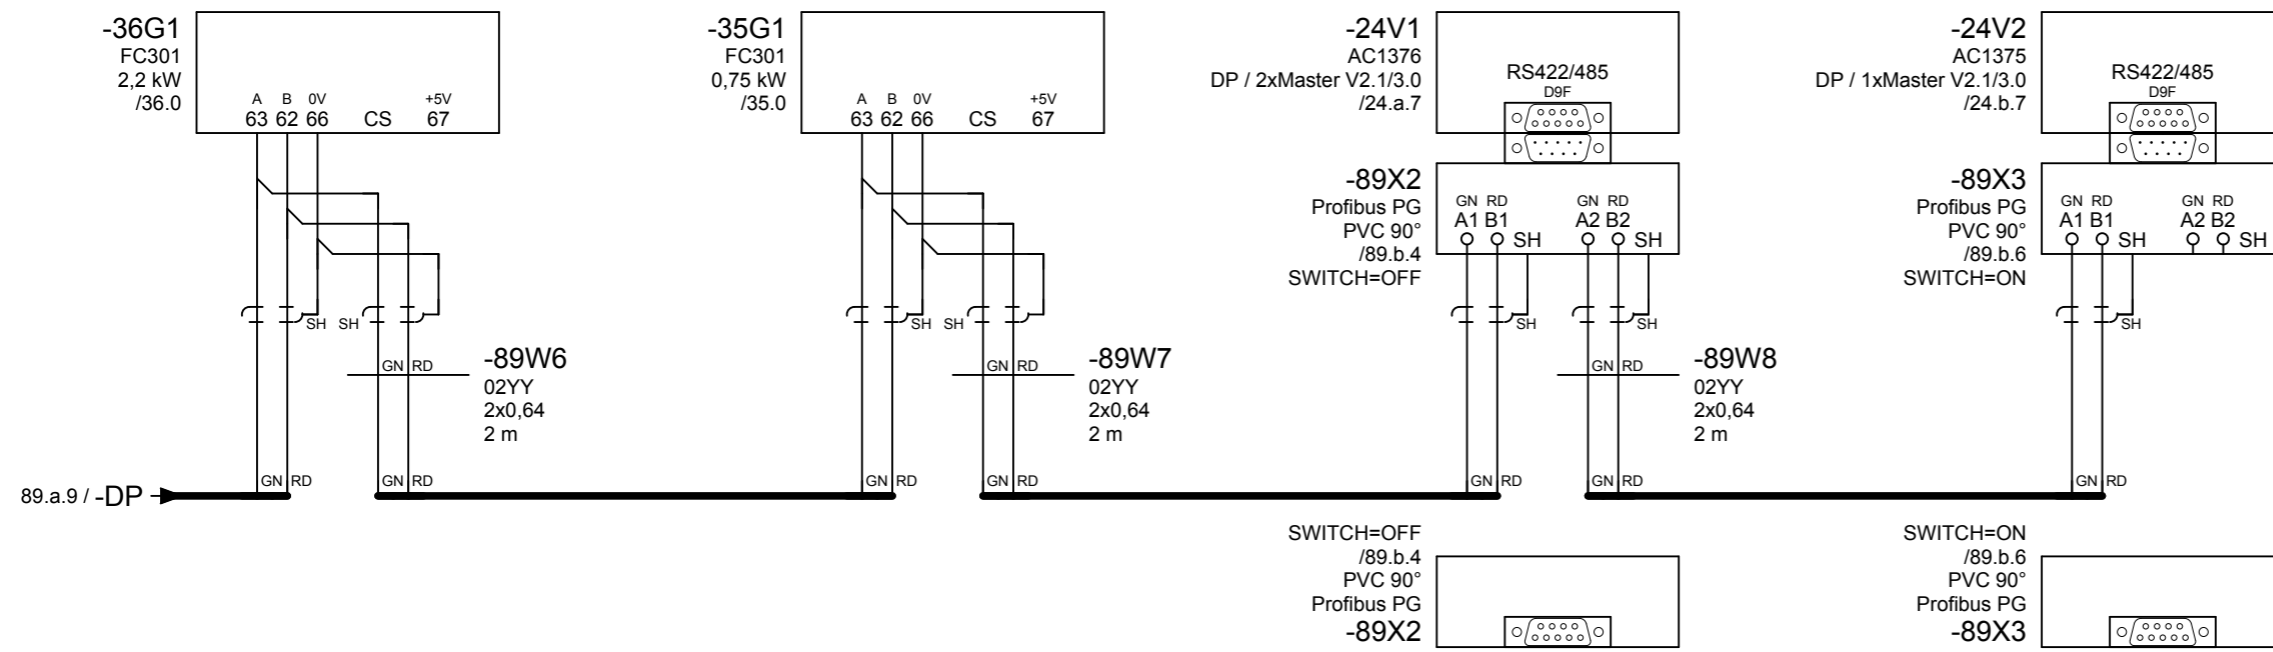 -36G1
FC301
2,2 kW
/36.0
A B 0V +5V
63 62 66 CS 67
-35G1
FC301
0,75 kW
/35.0
A B 0V +5V
63 62 66 CS 67
-24V1
AC1376
DP / 2xMaster V2.1/3.0
/24.a.7
RS422/485
D9F
-24V2
AC1375
DP / 1xMaster V2.1/3.0
/24.b.7
RS422/485
D9F
-89X2
Profibus PG
PVC 90°
/89.b.4
SWITCH=OFF
GN RD GN RD
A1 B1 SH A2 B2 SH
-89X3
Profibus PG
PVC 90°
/89.b.6
SWITCH=ON
GN RD GN RD
A1 B1 SH A2 B2 SH
SH SH
SH SH
SH SH
SH
GN RD
-89W6
02YY
2x0,64
2 m
GN RD
-89W7
02YY
2x0,64
2 m
GN RD
-89W8
02YY
2x0,64
2 m
89.a.9 / -DP
GN RD GN RD GN RD GN RD GN RD GN RD GN RD
SWITCH=OFF
/89.b.4
PVC 90°
Profibus PG
-89X2
SWITCH=ON
/89.b.6
PVC 90°
Profibus PG
-89X3